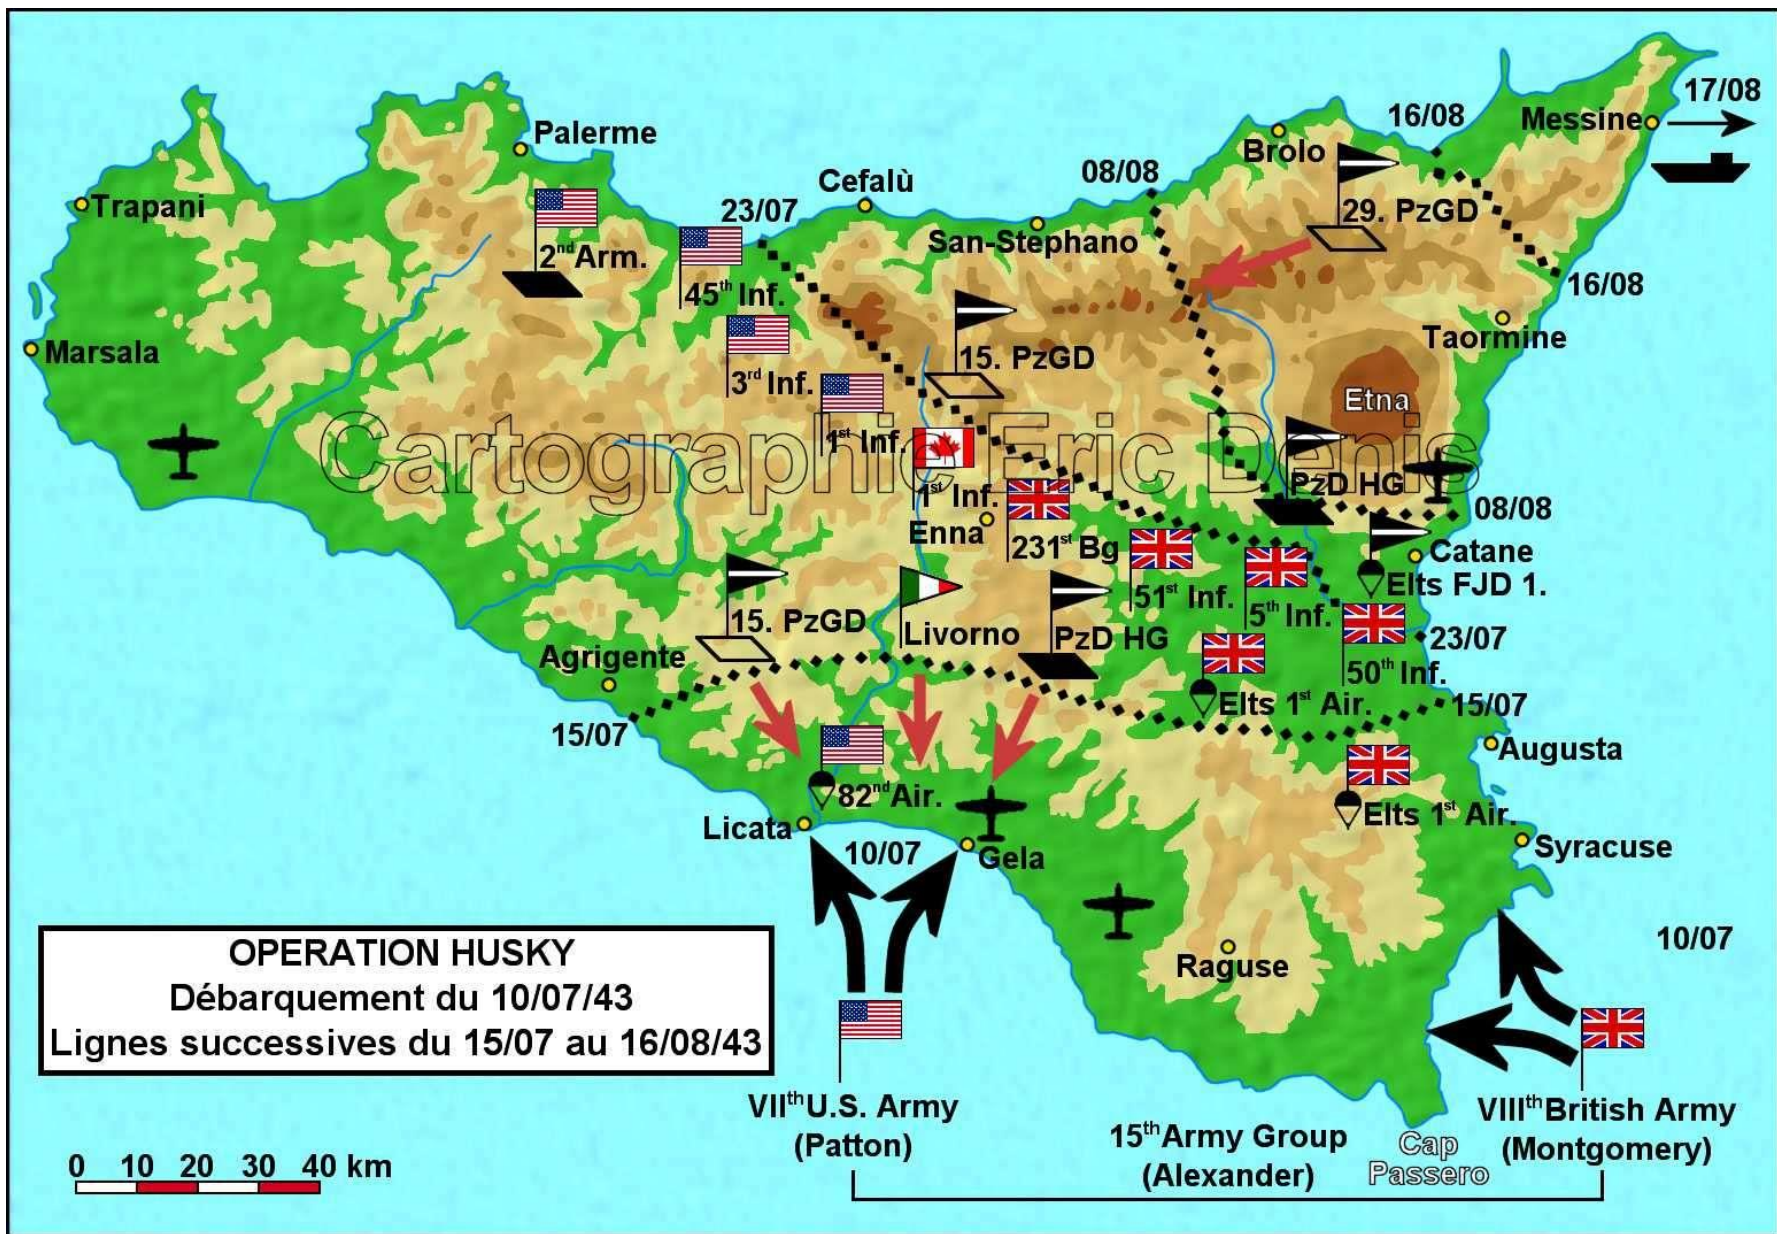 17/08
16/08
Messine
Palerme
Brolo
08/08
Cefalù
Trapani
23/07
29. PzGD
San-Stephano
2nd Arm.
45th Inf.
16/08
Taormine
Marsala
15. PzGD
3rd Inf.
Etna
1st Inf.
Cartographie Eric Denis
PzD HG
1st Inf.
08/08
Enna
231st Bg
Catane
Elts FJD 1.
51st Inf.
5th Inf.
15. PzGD
Livorno
PzD HG
23/07
Agrigente
50th Inf.
Elts 1st Air.
15/07
15/07
Augusta
82nd Air.
Elts 1st Air.
Licata
10/07
Gela
Syracuse
10/07
OPERATION HUSKY
Débarquement du 10/07/43
Lignes successives du 15/07 au 16/08/43
Raguse
VIIth U.S. Army
(Patton)
15th Army Group
(Alexander)
Cap
Passero
VIIIth British Army
(Montgomery)
0 10 20 30 40 km